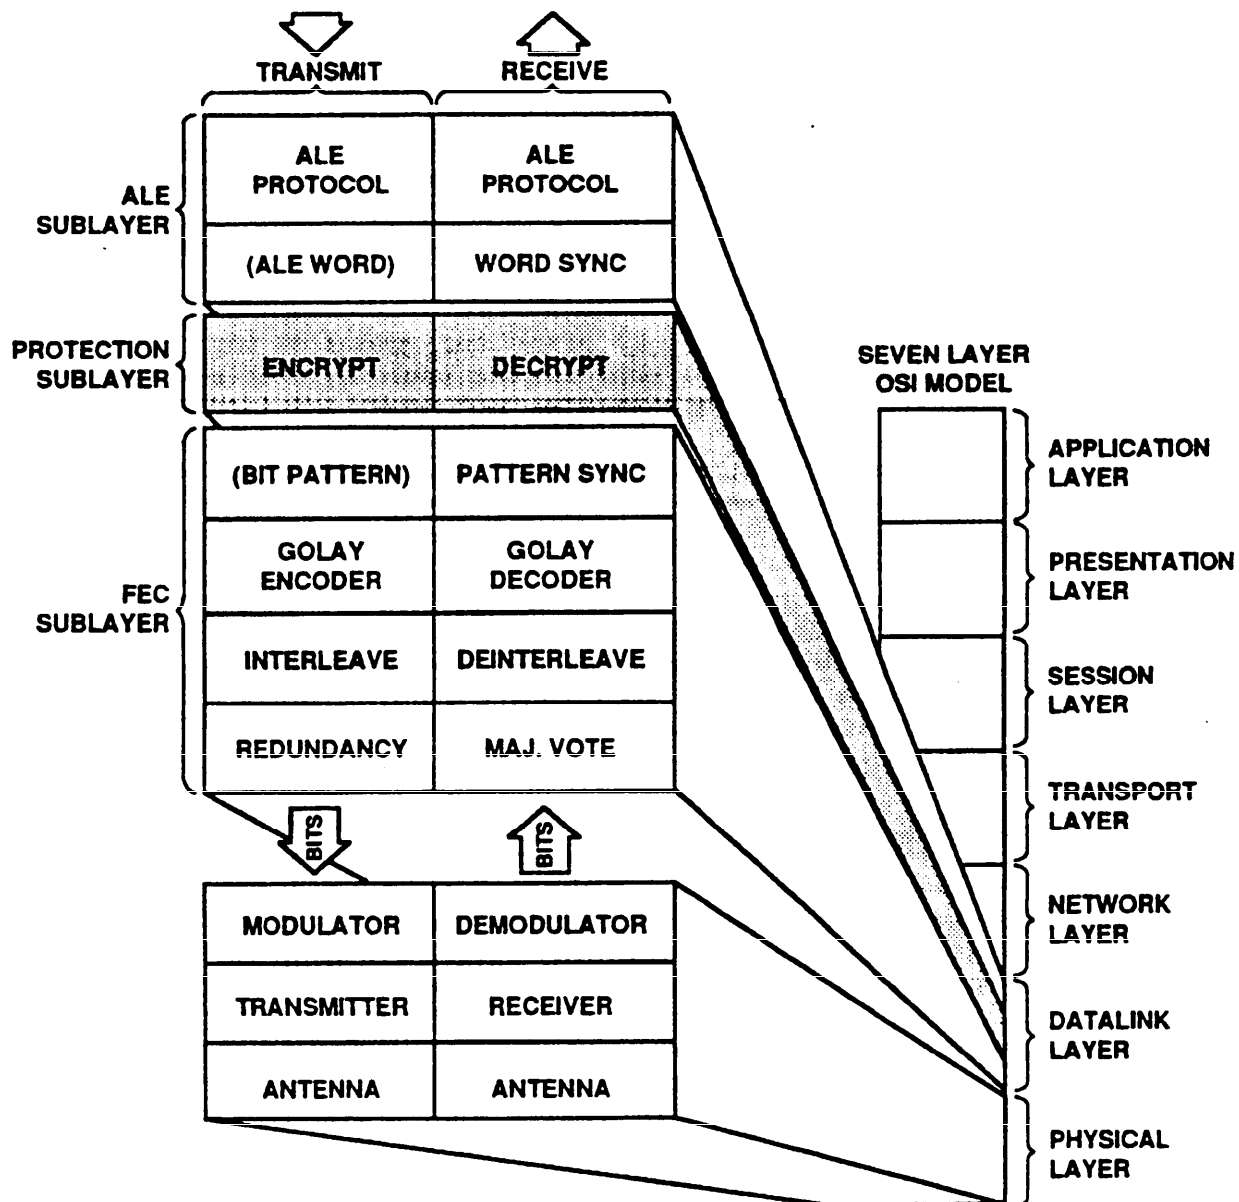 TRANSMIT
RECEIVE
ALE
PROTOCOL
ALE
PROTOCOL
ALE
SUBLAYER
(ALE WORD)
WORD SYNC
PROTECTION
SUBLAYER
ENCRYPT
DECRYPT
SEVEN LAYER
OSI MODEL
(BIT PATTERN)
PATTERN SYNC
GOLAY
ENCODER
GOLAY
DECODER
FEC
SUBLAYER
INTERLEAVE
DEINTERLEAVE
REDUNDANCY
MAJ. VOTE
BITS
BITS
MODULATOR
DEMODULATOR
TRANSMITTER
RECEIVER
ANTENNA
ANTENNA
APPLICATION
LAYER
PRESENTATION
LAYER
SESSION
LAYER
TRANSPORT
LAYER
NETWORK
LAYER
DATALINK
LAYER
PHYSICAL
LAYER